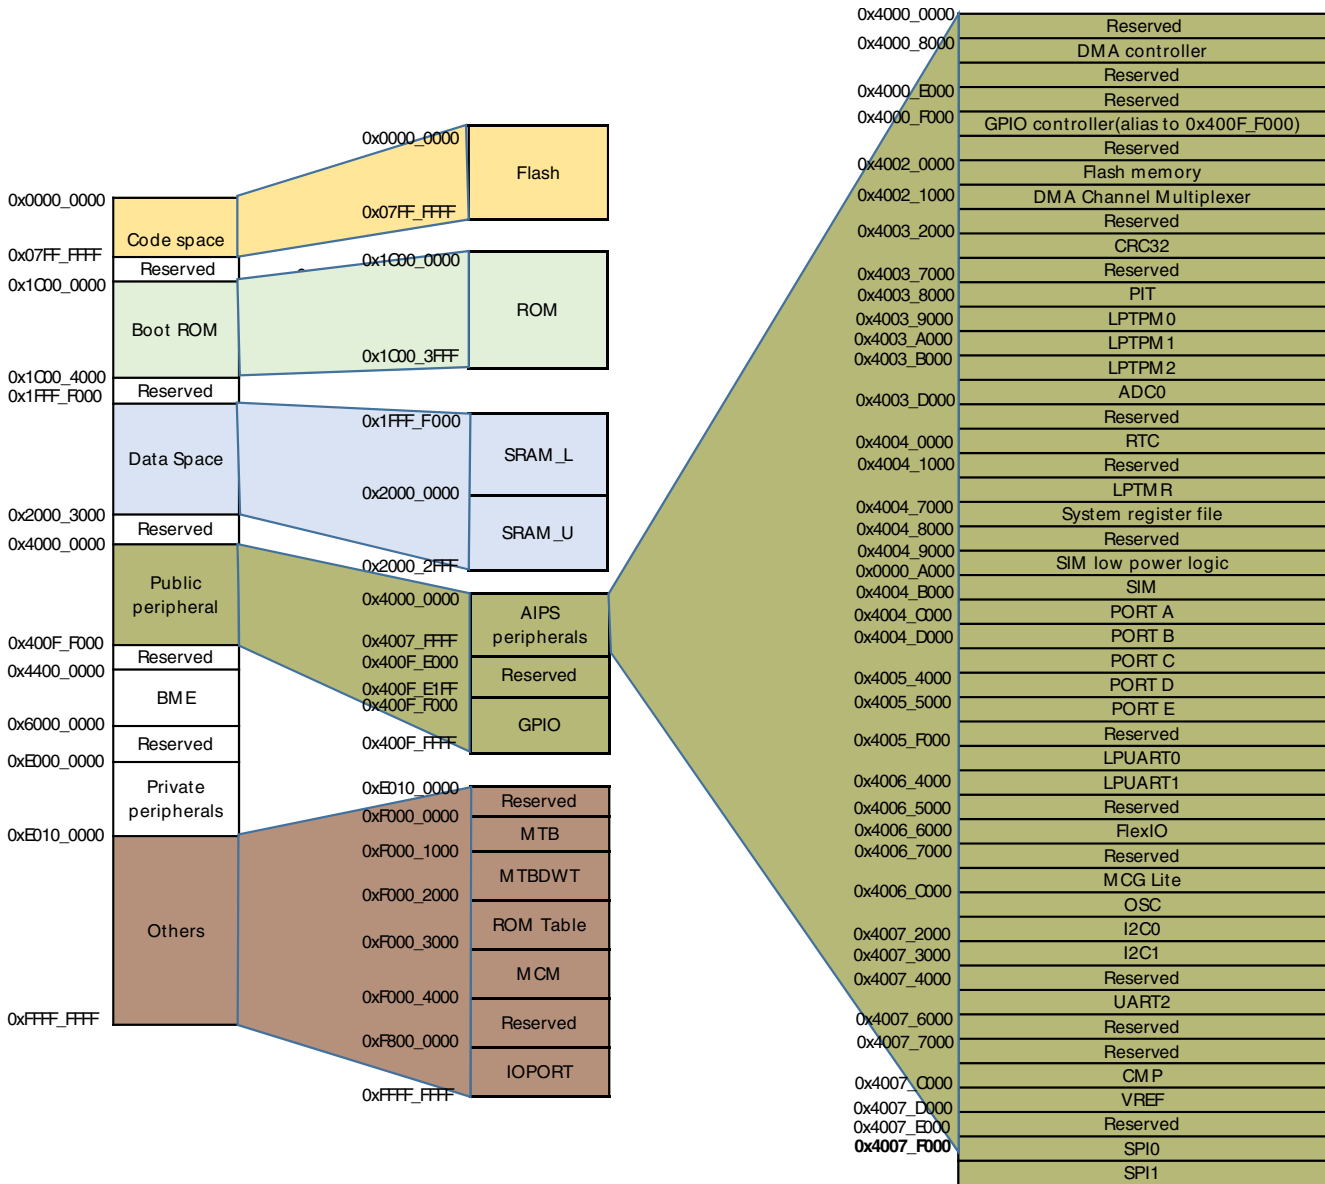 0x0000_0000
Code space
0x07FF_FFFF
Reserved
0x1C00_0000
Boot ROM
0x1C00_4000
Reserved
0x1FFF_F000
Data Space
0x2000_3000
Reserved
0x4000_0000
Public
peripheral
0x400F_F000
Reserved
0x4400_0000
BME
0x6000_0000
Reserved
0xE000_0000
Private
peripherals
0xE010_0000
Others
0xFFFF_FFFF
0x0000_0000
Flash
0x07FF_FFFF
0x1C00_0000
ROM
0x1C00_3FFF
0x1FFF_F000
SRAM_L
0x2000_0000
SRAM_U
0x2000_2FFF
0x4000_0000
AIPS
peripherals
0x4007_FFFF
0x400F_E000
Reserved
0x400F_E1FF
0x400F_F000
GPIO
0x400F_FFFF
0xE010_0000
Reserved
0xF000_0000
MTB
0xF000_1000
MTBDWT
0xF000_2000
ROM Table
0xF000_3000
MCM
0xF000_4000
Reserved
0xF800_0000
IOPORT
0xFFFF_FFFF
0x4000_0000
Reserved
0x4000_8000
DMA controller
Reserved
0x4000_E000
Reserved
0x4000_F000
GPIO controller(alias to 0x400F_F000)
Reserved
0x4002_0000
Flash memory
0x4002_1000
DMA Channel Multiplexer
Reserved
0x4003_2000
CRC32
Reserved
0x4003_7000
PIT
0x4003_8000
LPTPM0
0x4003_9000
LPTPM1
0x4003_A000
0x4003_B000
LPTPM2
ADC0
0x4003_D000
Reserved
0x4004_0000
RTC
0x4004_1000
Reserved
LPTMR
0x4004_7000
System register file
0x4004_8000
Reserved
0x4004_9000
SIM low power logic
0x0000_A000
SIM
0x4004_B000
PORT A
0x4004_C000
PORT B
0x4004_D000
PORT C
0x4005_4000
PORT D
0x4005_5000
PORT E
Reserved
0x4005_F000
LPUART0
0x4006_4000
LPUART1
0x4006_5000
Reserved
0x4006_6000
FlexIO
0x4006_7000
Reserved
MCG Lite
0x4006_C000
OSC
I2C0
0x4007_2000
I2C1
0x4007_3000
0x4007_4000
Reserved
UART2
0x4007_6000
Reserved
0x4007_7000
Reserved
CMP
0x4007_C000
VREF
0x4007_D000
Reserved
0x4007_E000
0x4007_F000
SPI0
SPI1